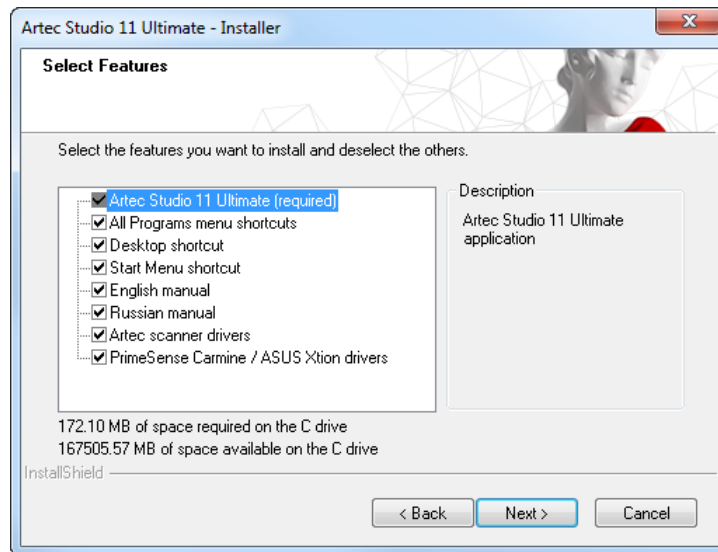 Artec Studio 11 Ultimate - Installer
Select Features
Select the features you want to install and deselect the others.
Artec Studio 11 Ultimate (required)
All Programs menu shortcuts
Desktop shortcut
Start Menu shortcut
English manual
Russian manual
Artec scanner drivers
PrimeSense Carmine / ASUS Xtion drivers
Description
Artec Studio 11 Ultimate
application
172.10 MB of space required on the C drive
167505.57 MB of space available on the C drive
InstallShield
< Back
Next >
Cancel